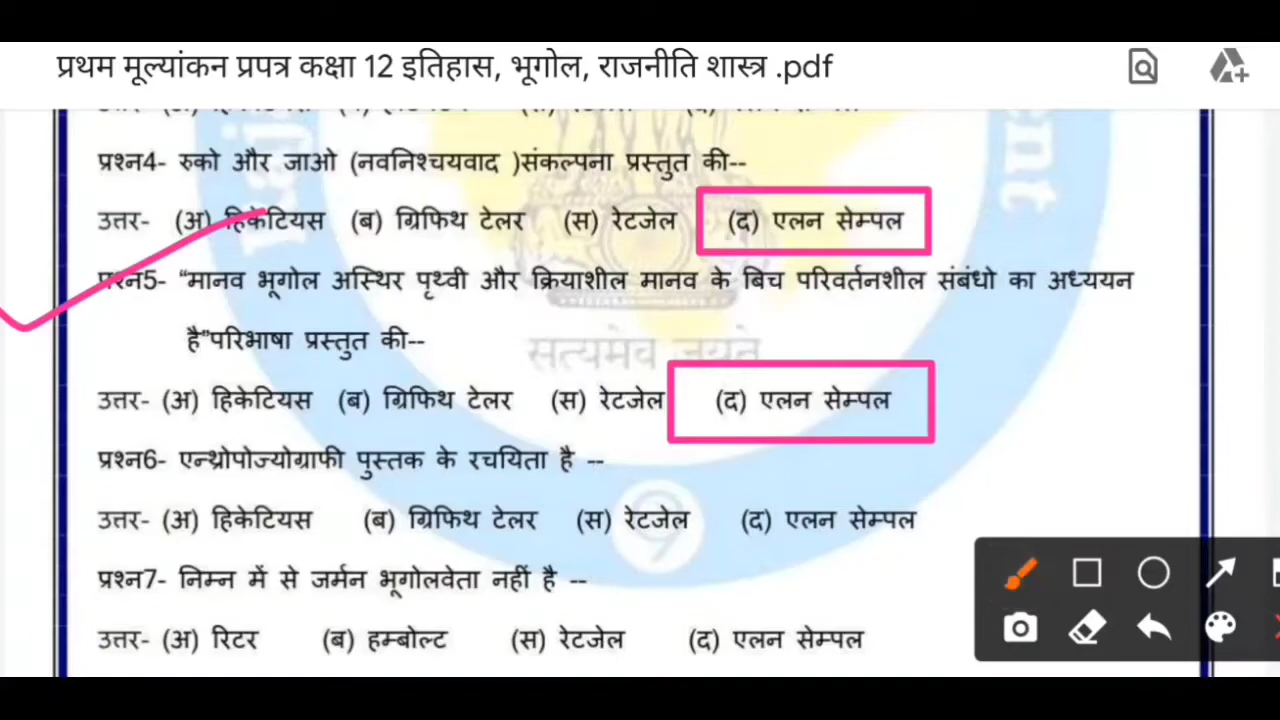 प्रथम मूल्यांकन प्रपत्र कक्षा 12 इतिहास, भूगोल, राजनीति शास्त्र .pdf
प्रश्न4- रुको और जाओ (नवनिश्चयवाद )संकल्पना प्रस्तुत की--
उत्तर- (अ) हिकेटियस (ब) ग्रिफिथ टेलर (स) रेटजेल (द) एलन सेम्पल
प्रश्न5- "मानव भूगोल अस्थिर पृथ्वी और क्रियाशील मानव के बिच परिवर्तनशील संबंधो का अध्ययन
है"परिभाषा प्रस्तुत की--
सत्यमेव जयते
उत्तर- (अ) हिकेटियस (ब) ग्रिफिथ टेलर (स) रेटजेल (द) एलन सेम्पल
प्रश्न6- एन्थ्रोपोज्योग्राफी पुस्तक के रचयिता है --
उत्तर- (अ) हिकेटियस (ब) ग्रिफिथ टेलर (स) रेटजेल (द) एलन सेम्पल
प्रश्न7- निम्न में से जर्मन भूगोलवेता नहीं है --
उत्तर- (अ) रिटर (ब) हम्बोल्ट (स) रेटजेल (द) एलन सेम्पल